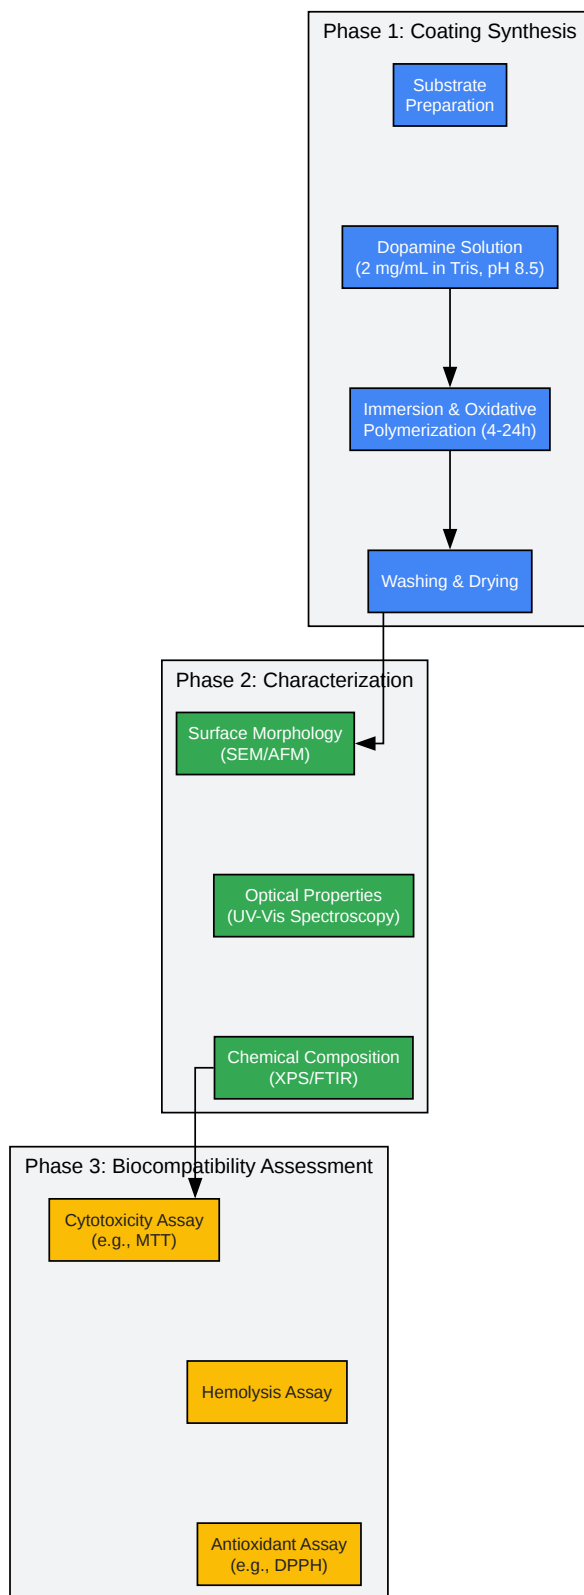 Phase 1: Coating Synthesis
Substrate
Preparation
Dopamine Solution
(2 mg/mL in Tris, pH 8.5)
Immersion & Oxidative
Polymerization (4-24h)
Washing & Drying
Phase 2: Characterization
Surface Morphology
(SEM/AFM)
Optical Properties
(UV-Vis Spectroscopy)
Chemical Composition
(XPS/FTIR)
Phase 3: Biocompatibility Assessment
Cytotoxicity Assay
(e.g., MTT)
Hemolysis Assay
Antioxidant Assay
(e.g., DPPH)